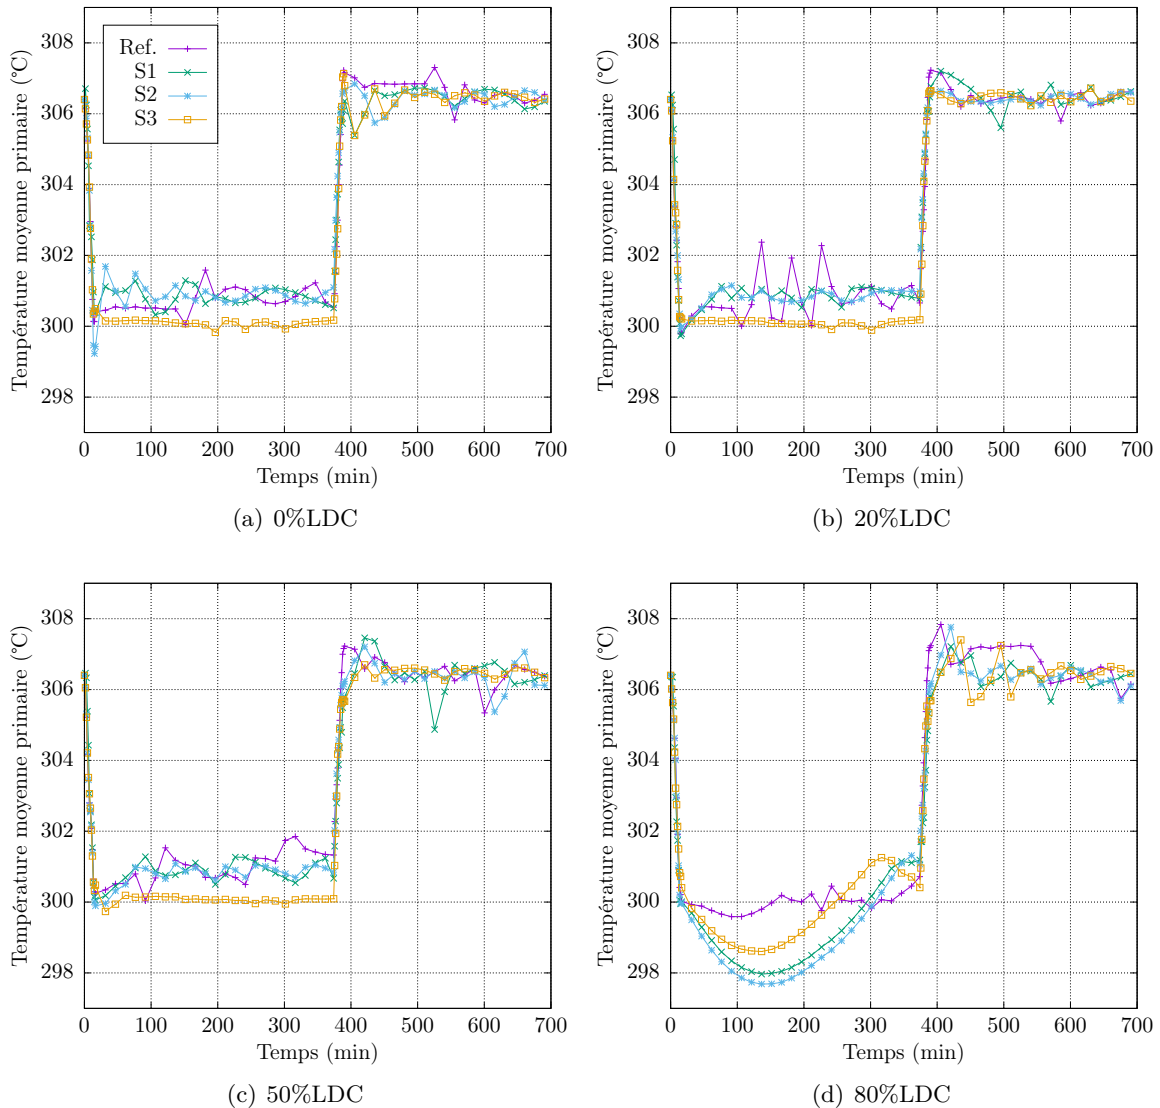 308
306
304
302
300
298
0 100 200 300 400 500 600 700
Température moyenne primaire (°C)
Temps (min)
Ref.
S1
S2
S3
(a) 0%LDC
308
306
304
302
300
298
0 100 200 300 400 500 600 700
Température moyenne primaire (°C)
Temps (min)
(b) 20%LDC
308
306
304
302
300
298
0 100 200 300 400 500 600 700
Température moyenne primaire (°C)
Temps (min)
(c) 50%LDC
308
306
304
302
300
298
0 100 200 300 400 500 600 700
Température moyenne primaire (°C)
Temps (min)
(d) 80%LDC